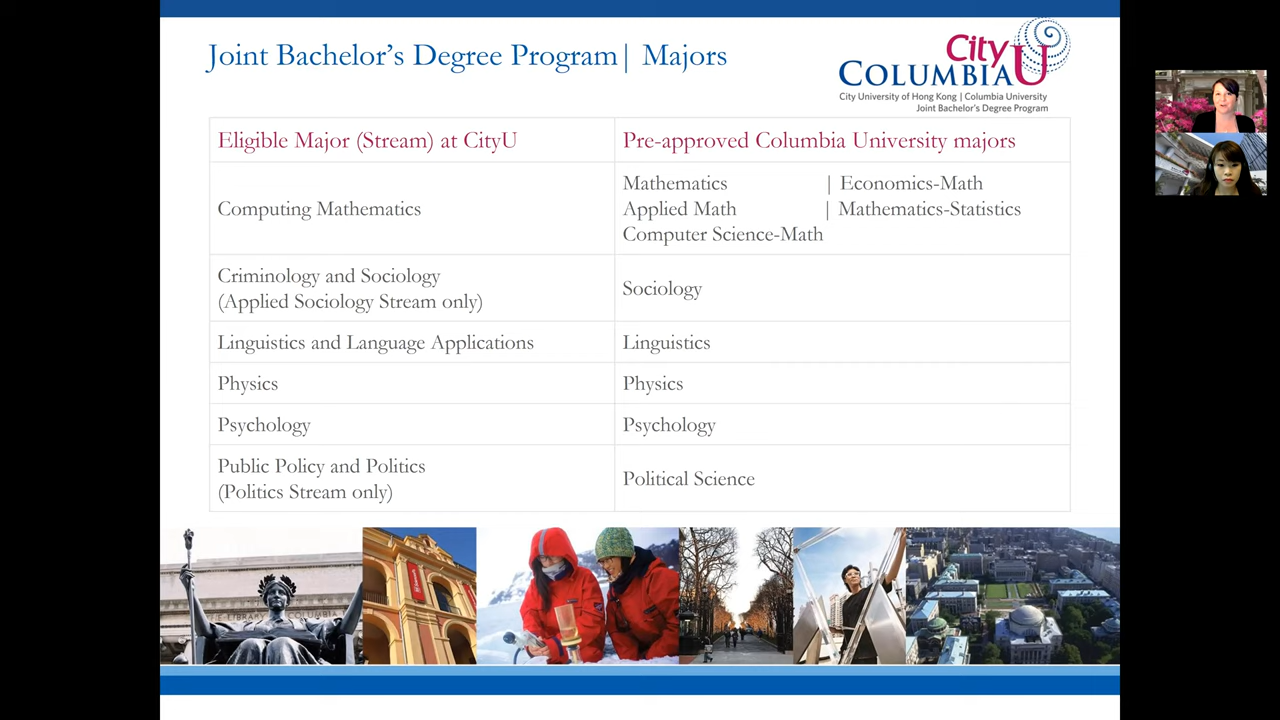 Joint Bachelor's Degree Program| Majors
City
COLUMBIAU
City University of Hong Kong | Columbia University
Joint Bachelor's Degree Program
Eligible Major (Stream) at CityU
Pre-approved Columbia University majors
Computing Mathematics
Mathematics | Economics-Math
Applied Math | Mathematics-Statistics
Computer Science-Math
Criminology and Sociology
(Applied Sociology Stream only)
Sociology
Linguistics and Language Applications
Linguistics
Physics
Physics
Psychology
Psychology
Public Policy and Politics
(Politics Stream only)
Political Science